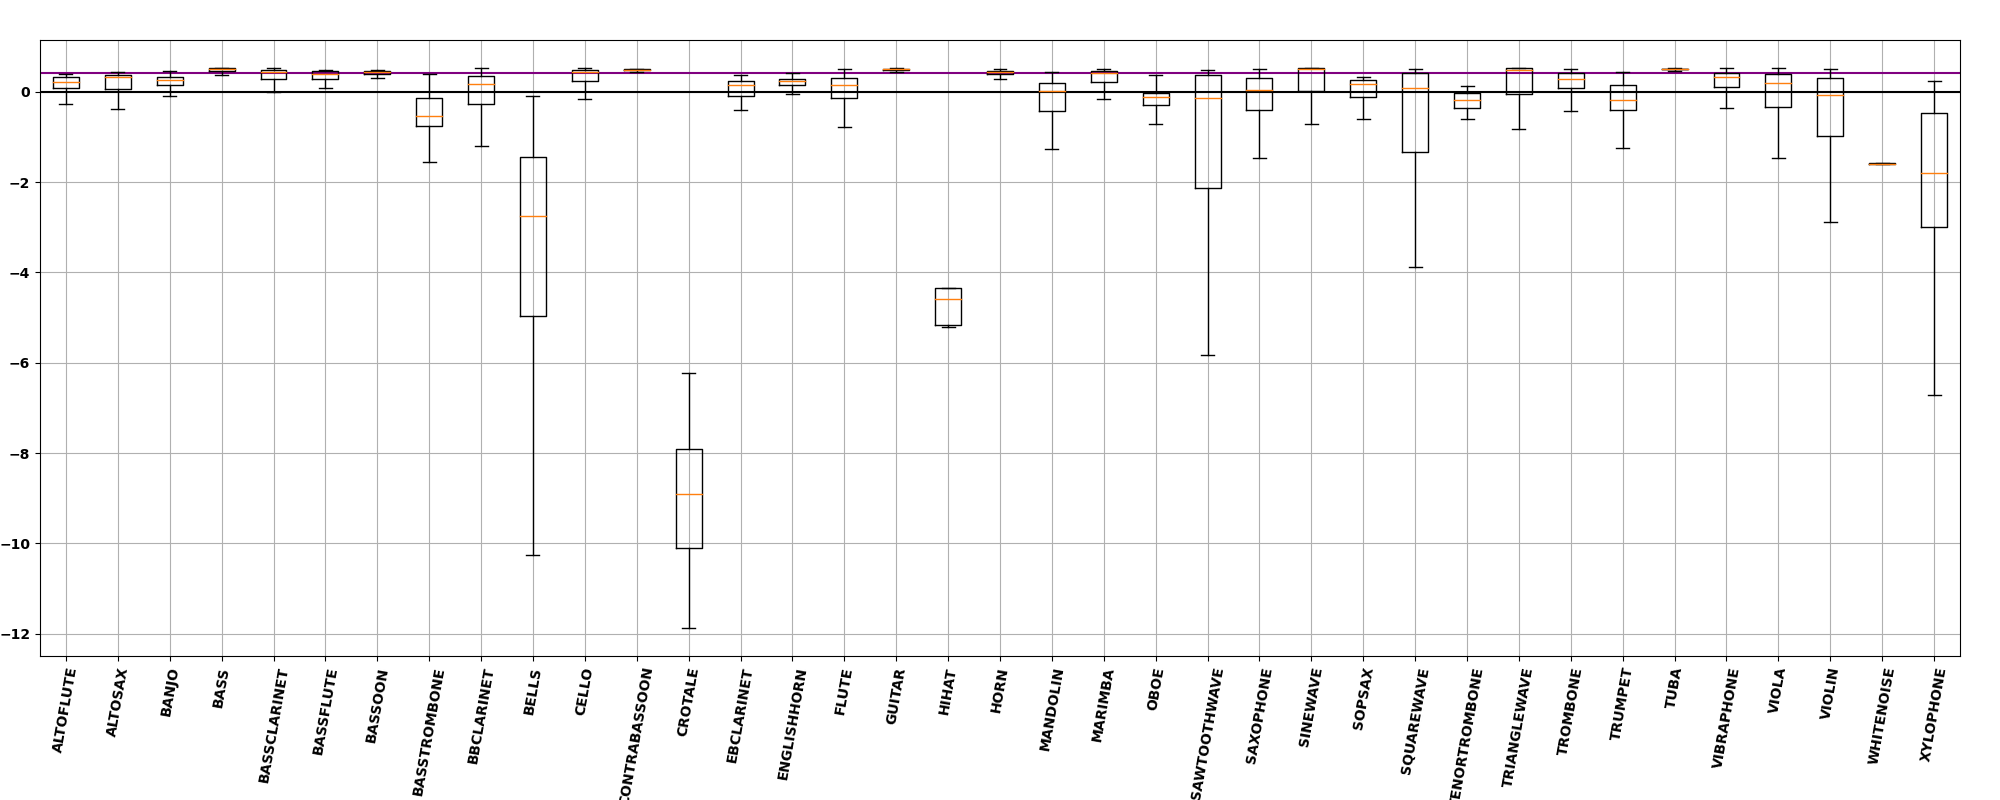 0
−2
−4
−6
−8
−10
−12
ALTOFLUTE
ALTOSAX
BANJO
BASS
BASSCLARINET
BASSFLUTE
BASSOON
BASSTROMBONE
BBCLARINET
BELLS
CELLO
CONTRABASSOON
CROTALE
EBCLARINET
ENGLISHHORN
FLUTE
GUITAR
HIHAT
HORN
MANDOLIN
MARIMBA
OBOE
SAWTOOTHWAVE
SAXOPHONE
SINEWAVE
SOPSAX
SQUAREWAVE
TENORTROMBONE
TRIANGLEWAVE
TROMBONE
TRUMPET
TUBA
VIBRAPHONE
VIOLA
VIOLIN
WHITENOISE
XYLOPHONE